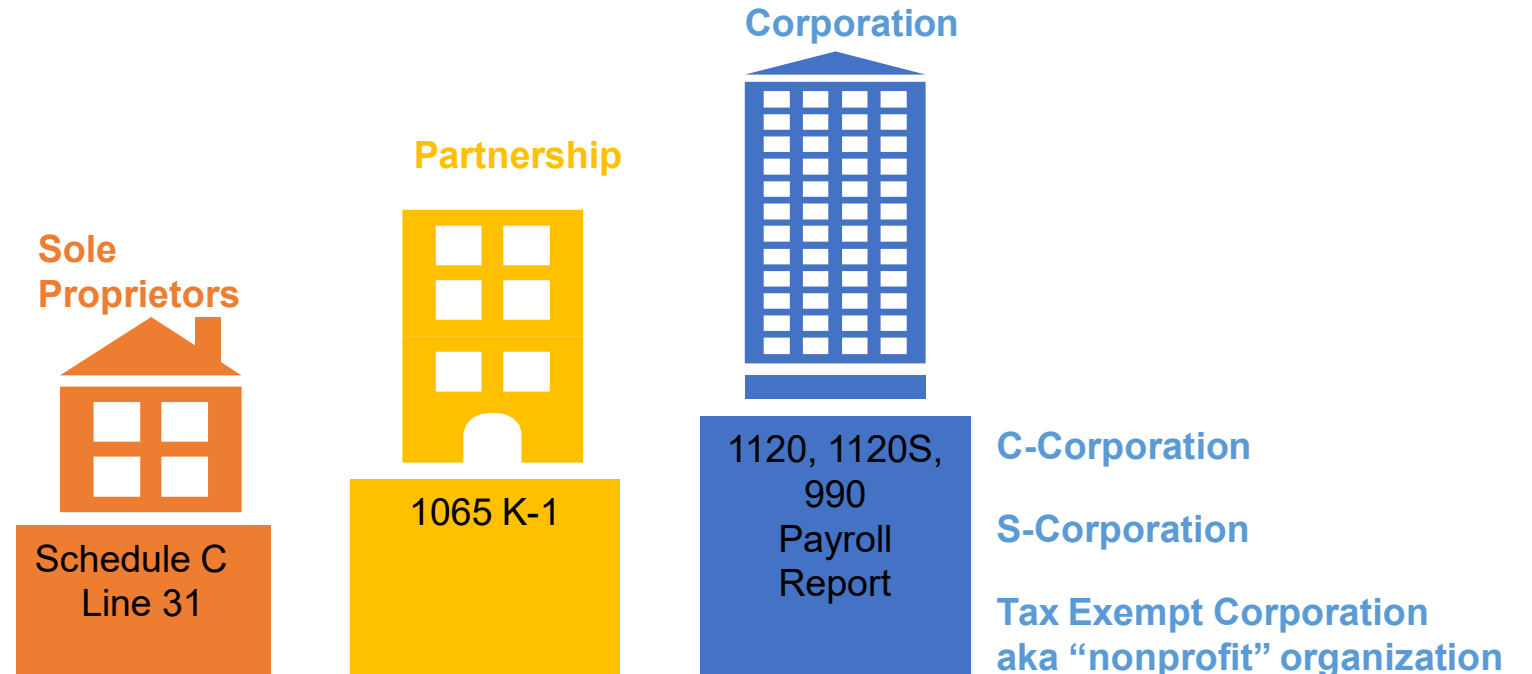 Corporation
Partnership
Sole
Proprietors
Schedule C
Line 31
1065 K-1
1120, 1120S,
990
Payroll
Report
C-Corporation
S-Corporation
Tax Exempt Corporation
aka “nonprofit” organization